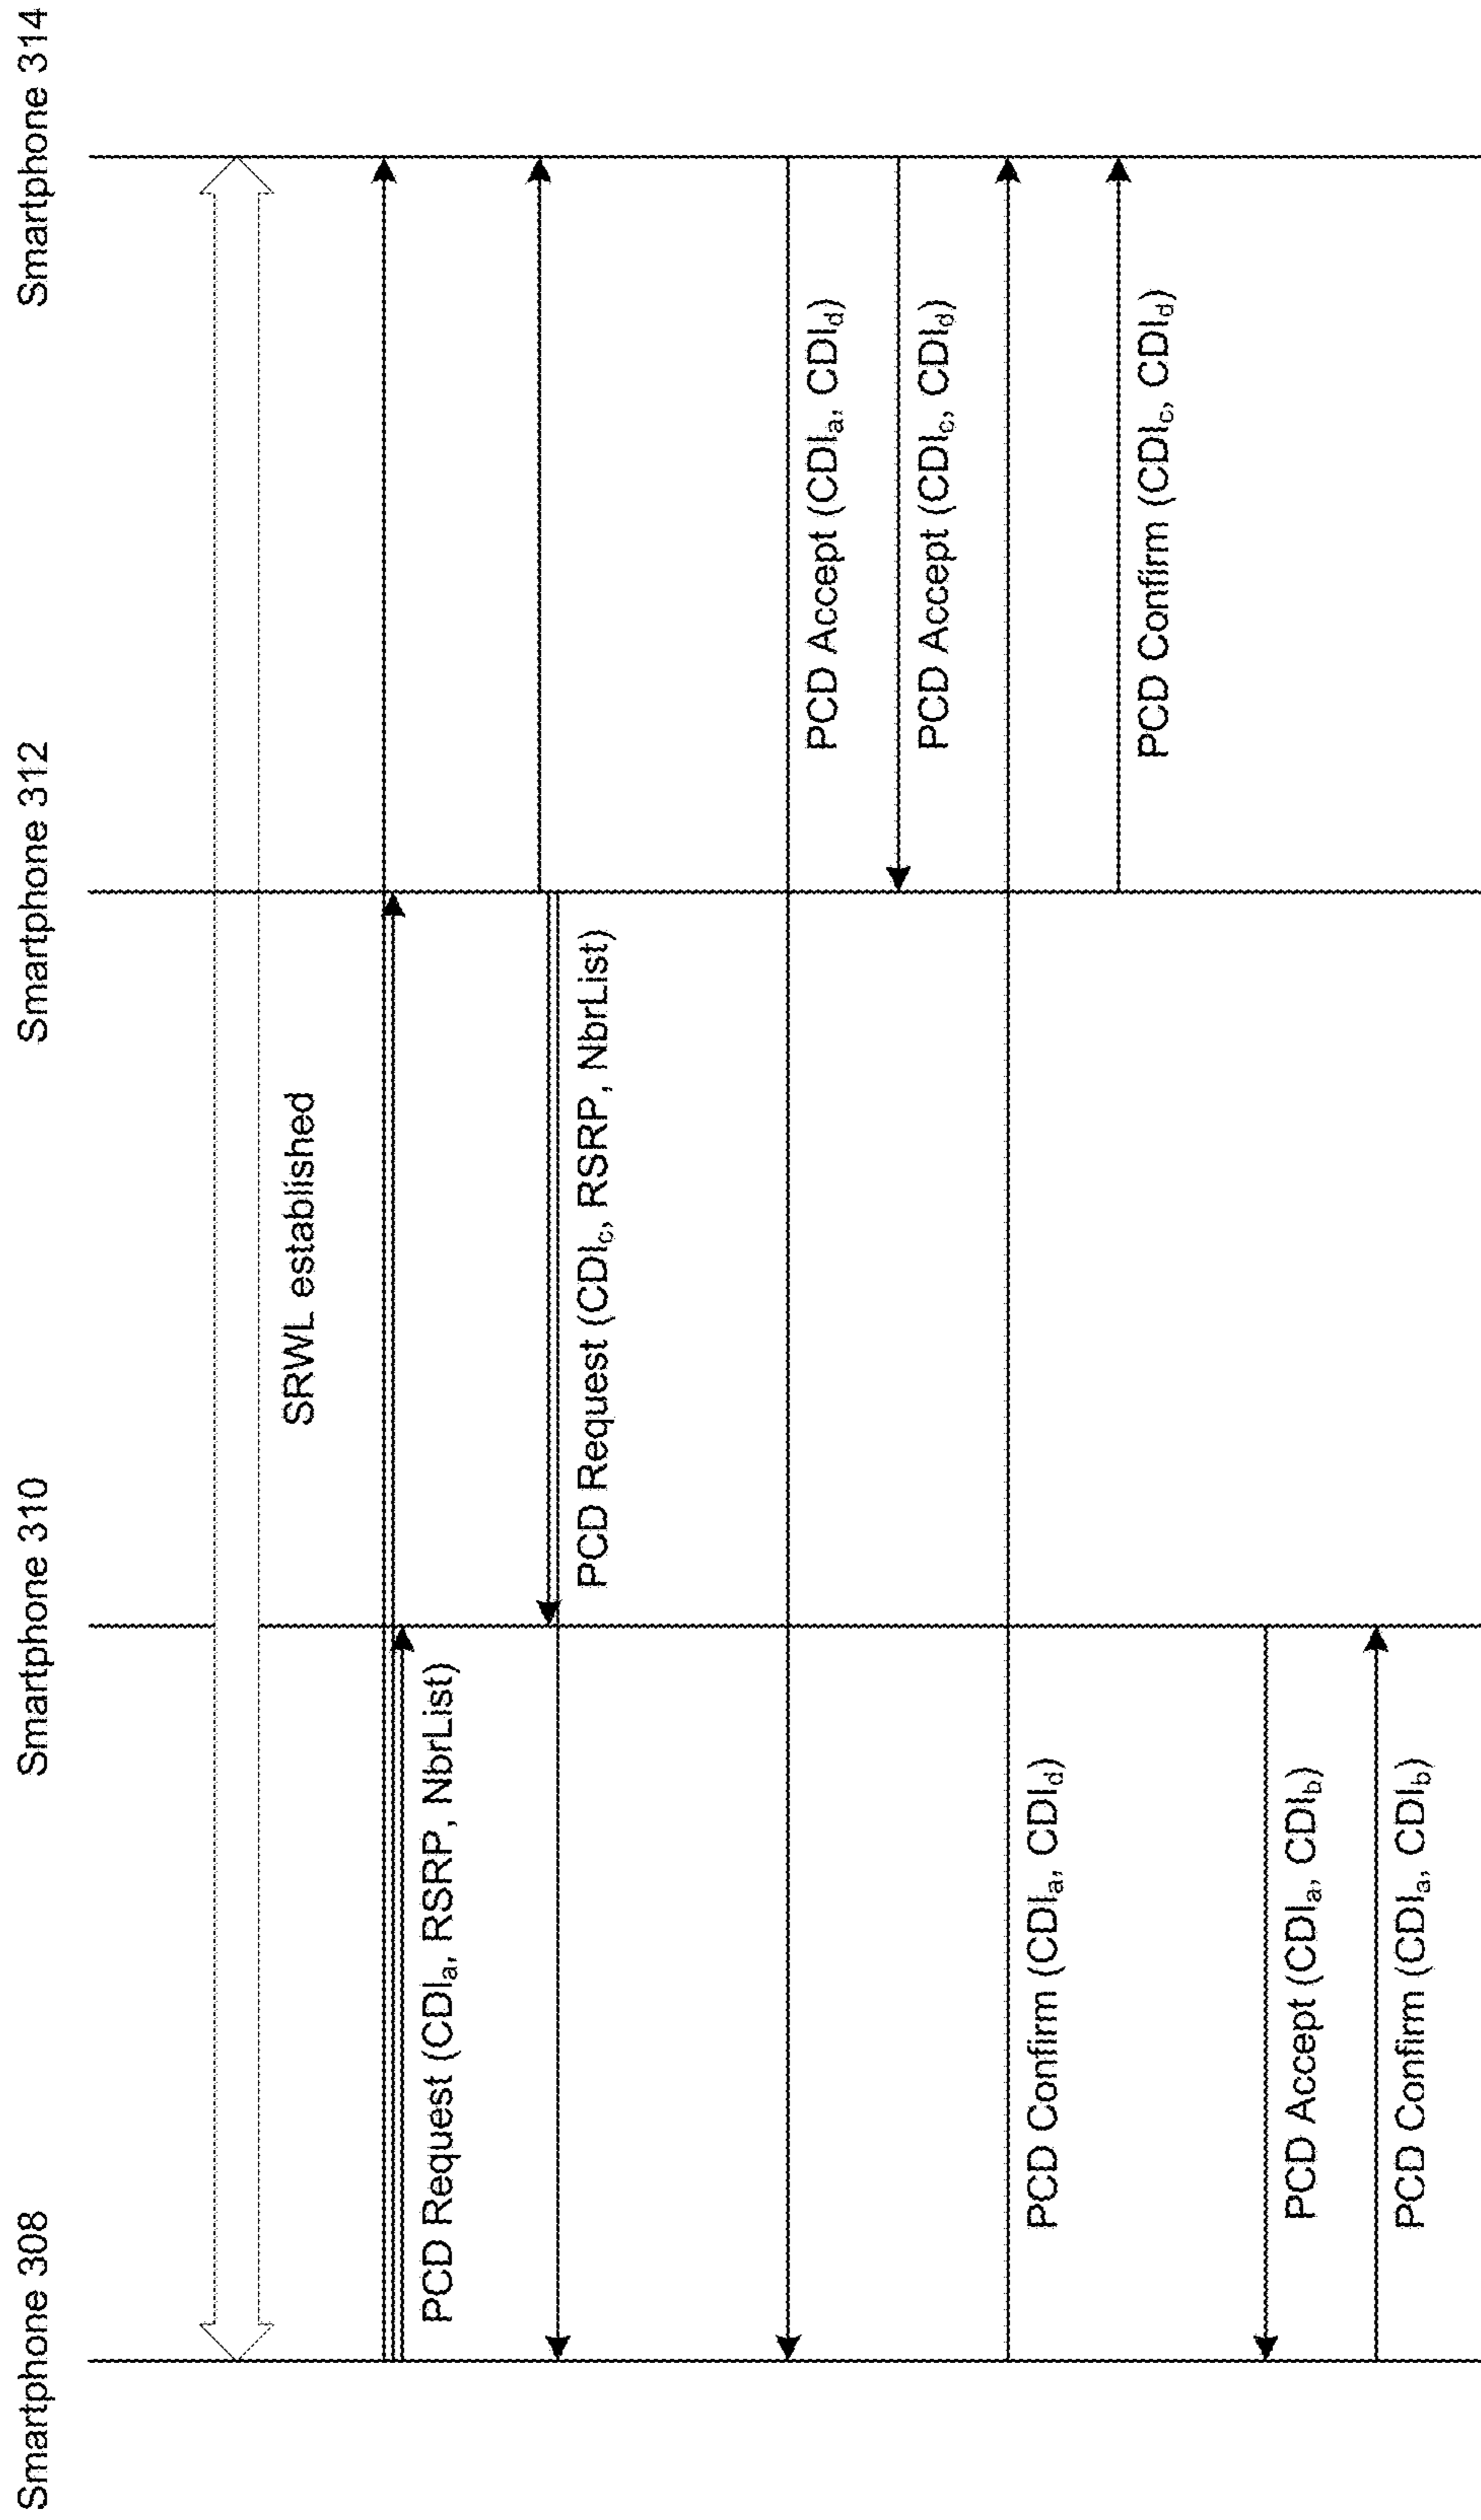 Smartphone 308
Smartphone 310
Smartphone 312
Smartphone 314
SRWL established
PCD Request (CDIa, RSRP, NbrList)
PCD Request (CDIc, RSRP, NbrList)
PCD Accept (CDIa, CDId)
PCD Accept (CDIc, CDId)
PCD Confirm (CDIa, CDId)
PCD Confirm (CDIc, CDId)
PCD Accept (CDIa, CDIb)
PCD Confirm (CDIa, CDIb)